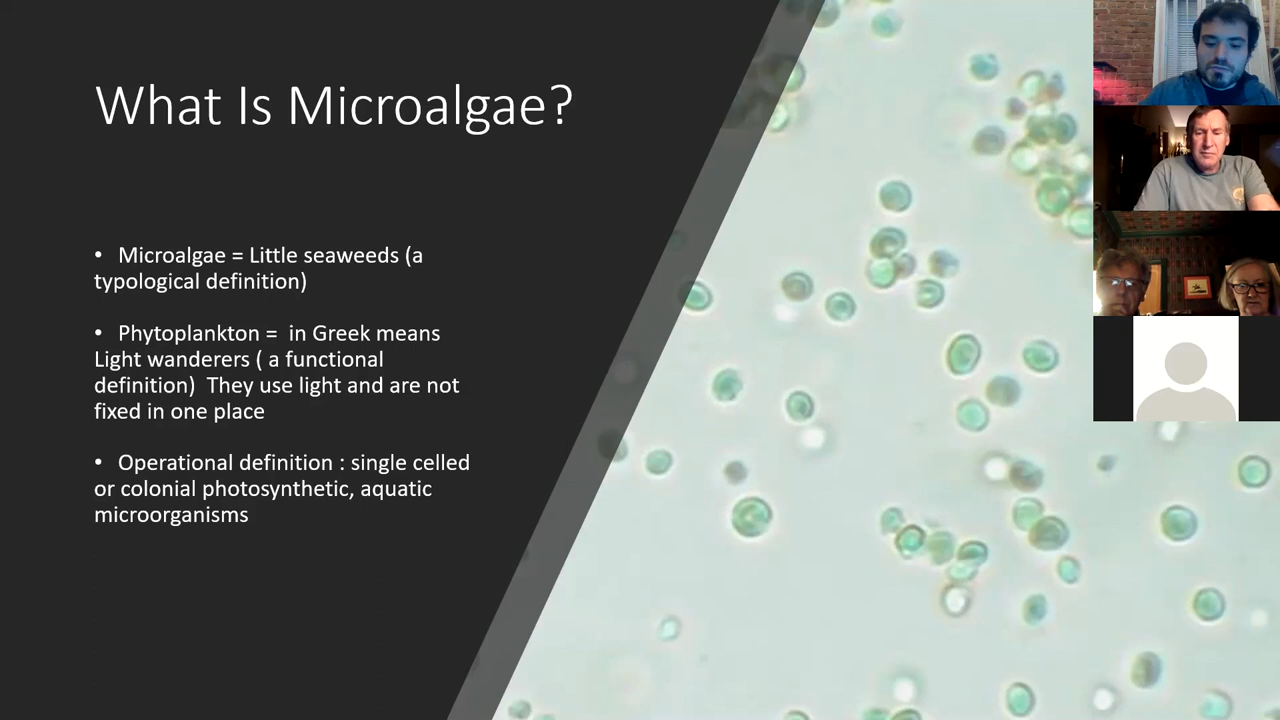 What Is Microalgae?
• Microalgae = Little seaweeds (a
typological definition)
• Phytoplankton = in Greek means
Light wanderers ( a functional
definition) They use light and are not
fixed in one place
• Operational definition : single celled
or colonial photosynthetic, aquatic
microorganisms